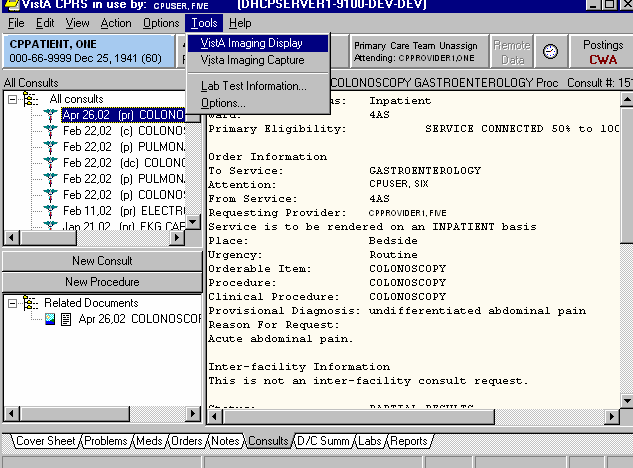 VistA CPRS in use by: CPUSER, FIVE (DHCPSERVER1-9100-DEV-DEV)
File Edit View Action Options Tools Help
CPPATIENT, ONE
000-66-9999 Dec 25, 1941 (60)
VistA Imaging Display
Vista Imaging Capture
Lab Test Information...
Options...
Primary Care Team Unassign
Attending: CPPROVIDER1,ONE
Remote
Data
Postings
CWA
All Consults
COLONOSCOPY GASTROENTEROLOGY Proc Consult #: 15
All consults
Apr 26,02 (pr) COLONO
Feb 22,02 (c) COLONOS
Feb 22,02 (p) PULMON
Feb 22,02 (dc) COLONO
Feb 22,02 (p) PULMON
Feb 22,02 (p) COLONOS
Feb 11,02 (pr) ELECTR
Jan 21,02 (pr) EKG CAP
New Consult
New Procedure
Related Documents
Apr 26,02 COLONOSCOP
us: Inpatient
Ward: 4AS
Primary Eligibility: SERVICE CONNECTED 50% to 100
Order Information
To Service: GASTROENTEROLOGY
Attention: CPUSER, SIX
From Service: 4AS
Requesting Provider: CPPROVIDER1,FIVE
Service is to be rendered on an INPATIENT basis
Place: Bedside
Urgency: Routine
Orderable Item: COLONOSCOPY
Procedure: COLONOSCOPY
Clinical Procedure: COLONOSCOPY
Provisional Diagnosis: undifferentiated abdominal pain
Reason For Request:
Acute abdominal pain.
Inter-facility Information
This is not an inter-facility consult request.
Status: PARTIAL RESULTS
Cover Sheet Problems Meds Orders Notes Consults D/C Summ Labs Reports